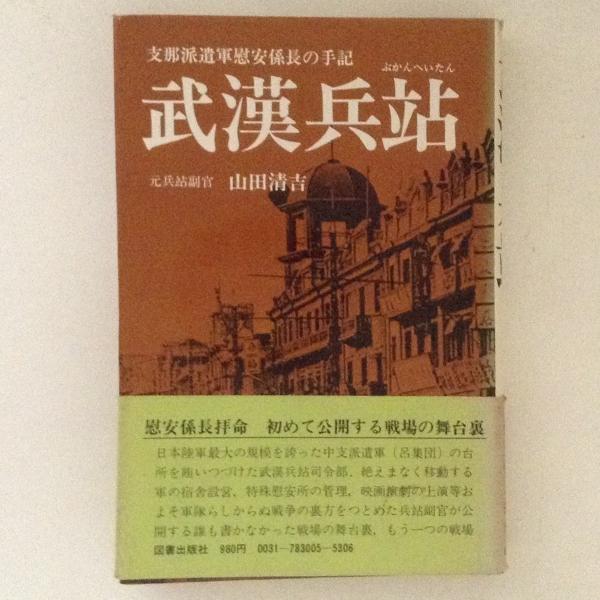 支那派遣軍慰安係長の手記
ぶかんへいたん
武漢兵站
元兵站副官 山田清吉
慰安係長拝命 初めて公開する戦場の舞台裏
日本陸軍最大の規模を誇った中支派遣軍（呂集団）の台
所を賄いつづけた武漢兵站司令部。絶えまなく移動する
軍の宿舎設営、特殊慰安所の管理、映画演劇の上演等お
よそ軍隊らしからぬ戦争の裏方をつとめた兵站副官が公
開する誰も書かなかった戦場の舞台裏、もう一つの戦場
図書出版社 980円 0031-783005-5306